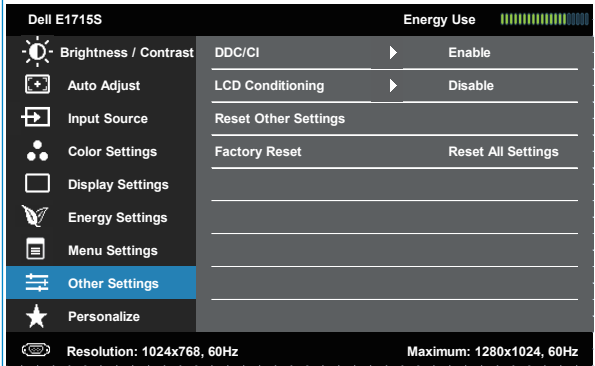 Dell E1715S Energy Use
Brightness / Contrast DDC/CI Enable
Auto Adjust LCD Conditioning Disable
Input Source Reset Other Settings
Color Settings Factory Reset Reset All Settings
Display Settings
Energy Settings
Menu Settings
Other Settings
Personalize
Resolution: 1024x768, 60Hz Maximum: 1280x1024, 60Hz